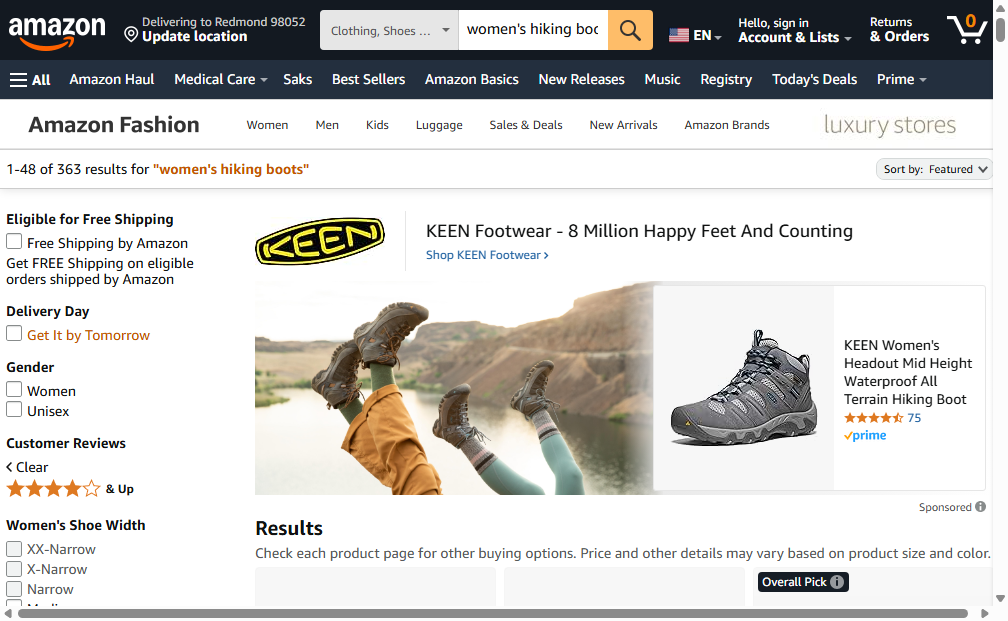 amazon
Delivering to Redmond 98052
Update location
Clothing, Shoes ...
women's hiking boo
EN
Hello, sign in
Account & Lists
Returns
& Orders
0
All
Amazon Haul
Medical Care
Saks
Best Sellers
Amazon Basics
New Releases
Music
Registry
Today's Deals
Prime
Amazon Fashion
Women
Men
Kids
Luggage
Sales & Deals
New Arrivals
Amazon Brands
luxury stores
1-48 of 363 results for "women's hiking boots"
Sort by: Featured
Eligible for Free Shipping
Free Shipping by Amazon
Get FREE Shipping on eligible
orders shipped by Amazon
Delivery Day
Get It by Tomorrow
Gender
Women
Unisex
Customer Reviews
Clear
& Up
Women's Shoe Width
XX-Narrow
X-Narrow
Narrow
KEEN
KEEN Footwear - 8 Million Happy Feet And Counting
Shop KEEN Footwear ›
KEEN Women's
Headout Mid Height
Waterproof All
Terrain Hiking Boot
75
prime
Sponsored
Results
Check each product page for other buying options. Price and other details may vary based on product size and color.
Overall Pick